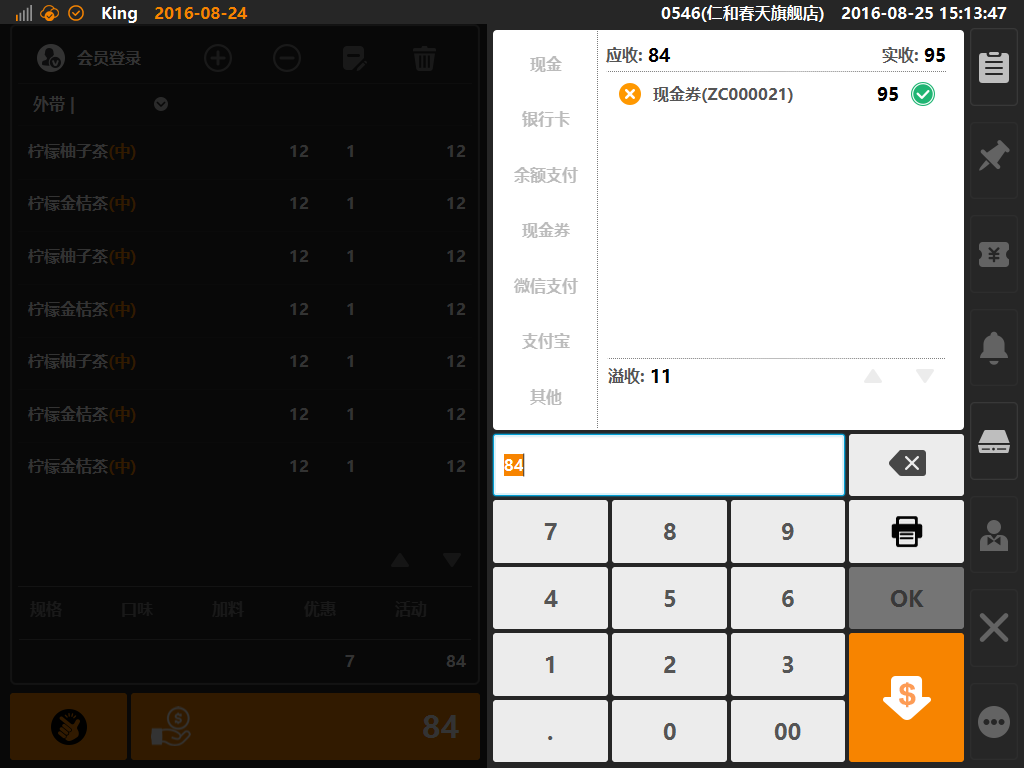 King 2016-08-24 0546(仁和春天旗舰店) 2016-08-25 15:13:47
会员登录
外带 |
柠檬柚子茶(中) 12 1 12
柠檬金桔茶(中) 12 1 12
柠檬柚子茶(中) 12 1 12
柠檬金桔茶(中) 12 1 12
柠檬柚子茶(中) 12 1 12
柠檬金桔茶(中) 12 1 12
柠檬金桔茶(中) 12 1 12
规格 口味 加料 优惠 活动
7 84
84
现金
银行卡
余额支付
现金券
微信支付
支付宝
其他
应收: 84 实收: 95
现金券(ZC000021) 95
溢收: 11
84
7 8 9
4 5 6 OK
1 2 3
. 0 00